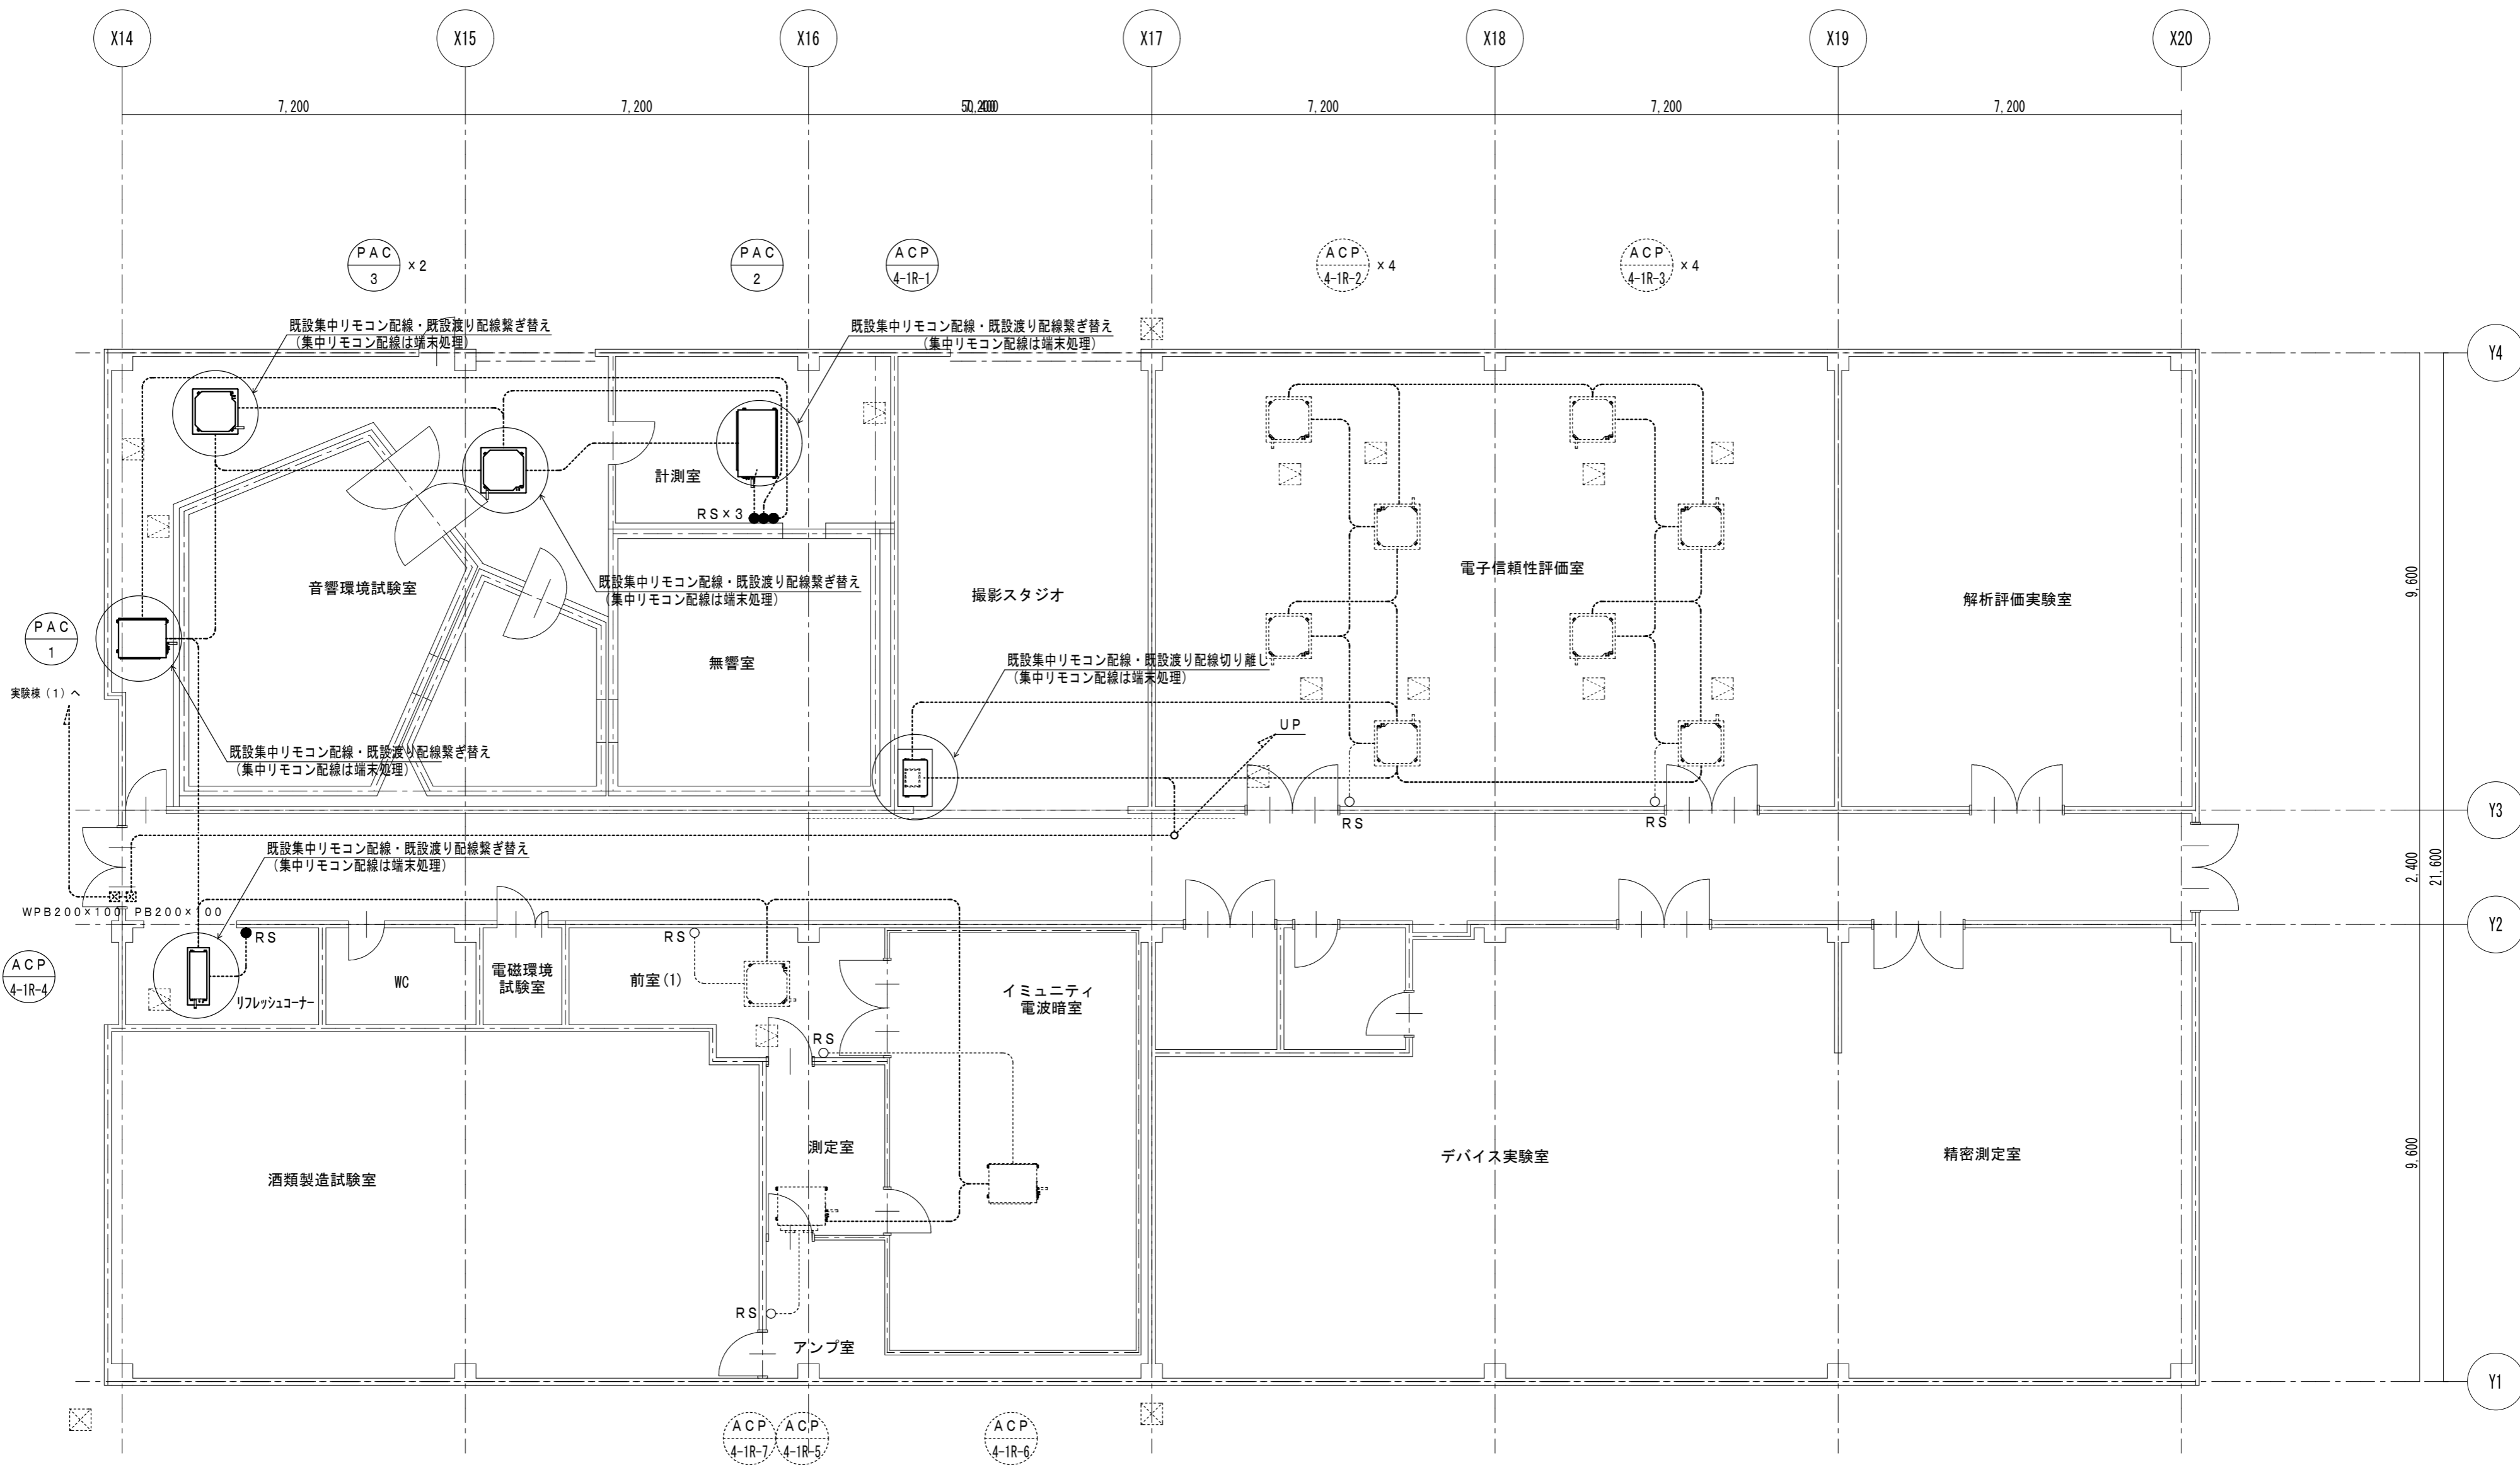 X14
X15
X16
X17
X18
X19
X20
7,200
7,200
7,200
7,200
7,200
PAC
3
×2
PAC
2
ACP
4-1R-1
ACP
4-1R-2
×4
ACP
4-1R-3
×4
既設集中リモコン配線・既設渡り配線繋ぎ替え
(集中リモコン配線は端末処理)
既設集中リモコン配線・既設渡り配線繋ぎ替え
(集中リモコン配線は端末処理)
Y4
計測室
RS×3
音響環境試験室
既設集中リモコン配線・既設渡り配線繋ぎ替え
(集中リモコン配線は端末処理)
撮影スタジオ
電子信頼性評価室
解析評価実験室
9,600
PAC
1
無響室
既設集中リモコン配線・既設渡り配線切り離し
(集中リモコン配線は端末処理)
実験棟(1)へ
UP
既設集中リモコン配線・既設渡り配線繋ぎ替え
(集中リモコン配線は端末処理)
Y3
RS
RS
既設集中リモコン配線・既設渡り配線繋ぎ替え
(集中リモコン配線は端末処理)
2,400
21,600
WPB200×100
PB200×100
RS
RS
Y2
ACP
4-1R-4
リフレッシュコーナー
WC
電磁環境
試験室
前室(1)
イミュニティ
電波暗室
RS
測定室
酒類製造試験室
デバイス実験室
精密測定室
9,600
RS
アンプ室
Y1
ACP
4-1R-7
ACP
4-1R-5
ACP
4-1R-6